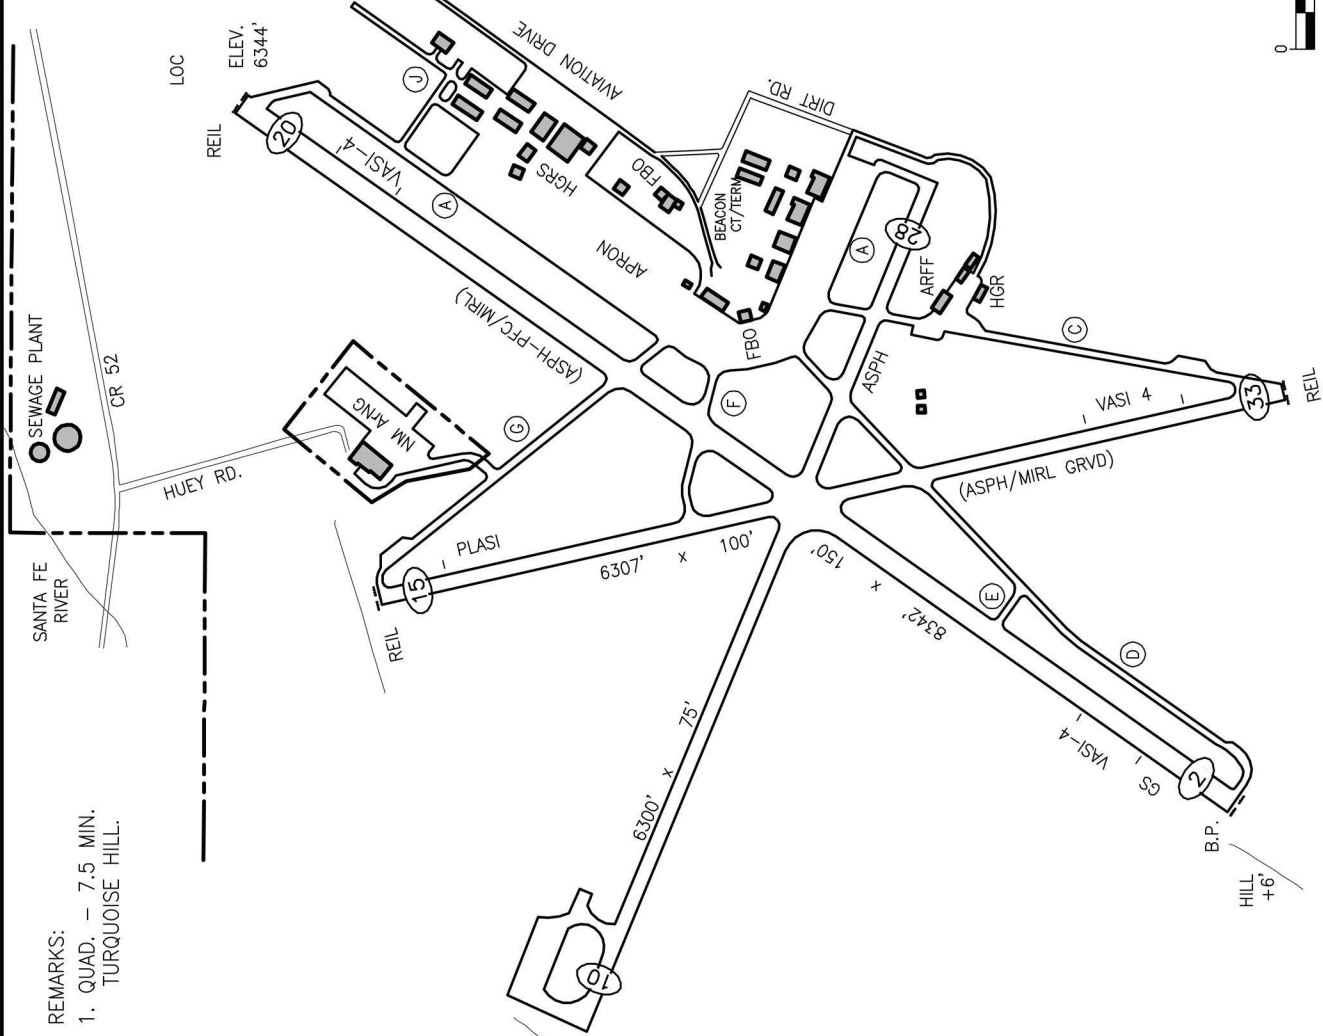 REMARKS:
1. QUAD. – 7.5 MIN.
TURQUOISE HILL.
SANTA FE
RIVER
SEWAGE PLANT
CR 52
HUEY RD.
LOC
ELEV.
6344'
REIL
20
VASI-4'
A
J
HGRS
AVIATION DRIVE
FBO
DIRT RD.
BEACON
CT/TERM
APRON
(ASPH-PFC/MIRL)
NM ArNG
G
F
FBO
A
28
ARFF
HGR
ASPH
C
VASI 4
33
REIL
(ASPH/MIRL GRVD)
PLASI
15
REIL
6307' x 100'
150'
x
8342'
E
D
VASI-4
GS
2
B.P.
HILL
+6'
6300' x 75'
10
0